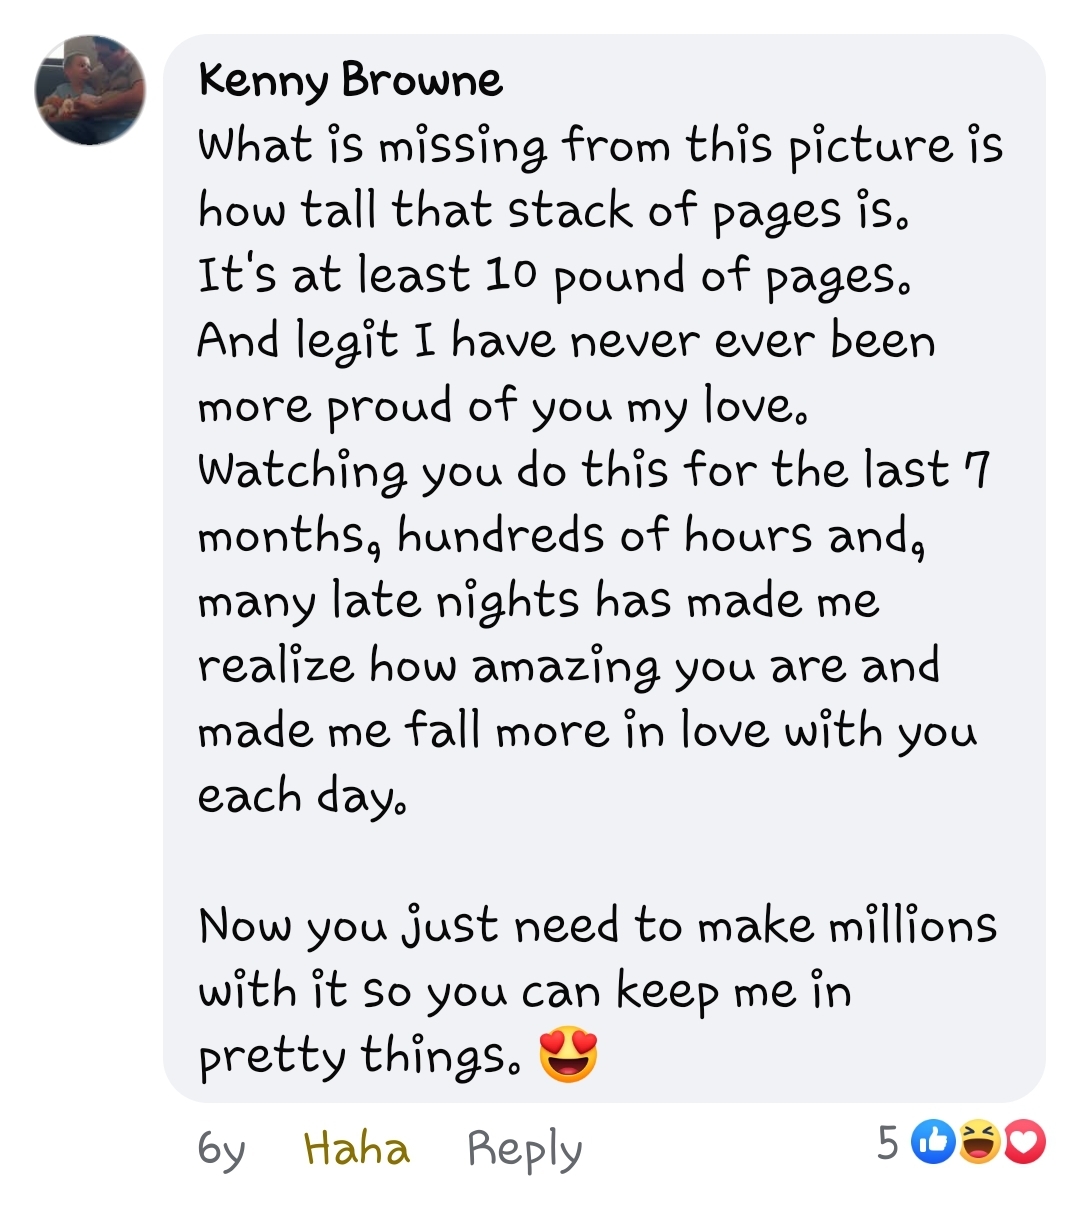 Kenny Browne
What is missing from this picture is
how tall that stack of pages is.
It's at least 10 pound of pages.
And legit I have never ever been
more proud of you my love.
Watching you do this for the last 7
months, hundreds of hours and,
many late nights has made me
realize how amazing you are and
made me fall more in love with you
each day.
Now you just need to make millions
with it so you can keep me in
pretty things. 😍
6y Haha Reply 5